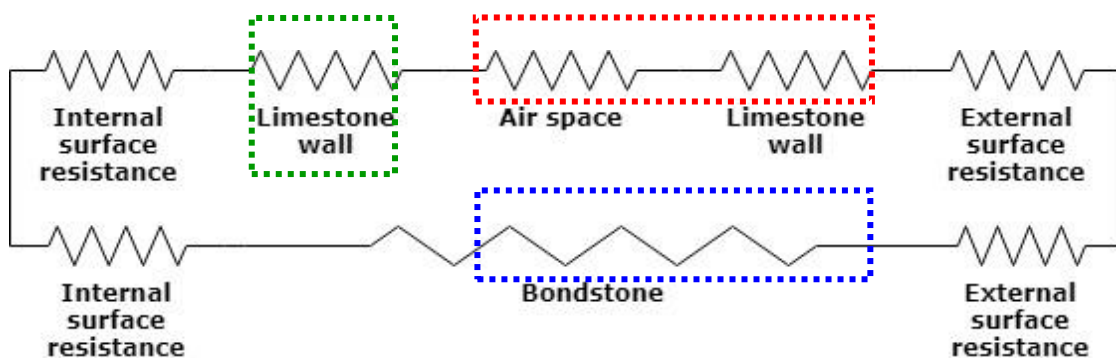 Internal
surface
resistance
Limestone
wall
Air space
Limestone
wall
External
surface
resistance
Internal
surface
resistance
Bondstone
External
surface
resistance